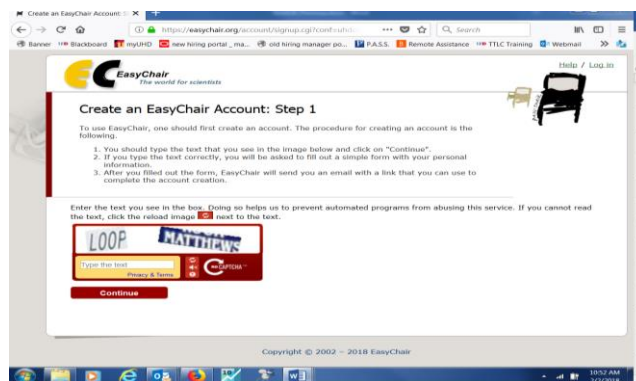 Create an EasyChair Account: S
https://easychair.org/account/signup.cgi?conf=uhd
Search
Banner Blackboard myUHD new hiring portal _ma... old hiring manager po... P.A.S.S. Remote Assistance TTLC Training Webmail
Help / Log in
EasyChair
The world for scientists
Create an EasyChair Account: Step 1
To use EasyChair, one should first create an account. The procedure for creating an account is the
following.
1. You should type the text that you see in the image below and click on "Continue".
2. If you type the text correctly, you will be asked to fill out a simple form with your personal
information.
3. After you filled out the form, EasyChair will send you an email with a link that you can use to
complete the account creation.
Enter the text you see in the box. Doing so helps us to prevent automated programs from abusing this service. If you cannot read
the text, click the reload image next to the text.
LOOP MATTHEWS
Type the text
Privacy & Terms
CAPTCHA
Continue
Copyright © 2002 – 2018 EasyChair
10:52 AM